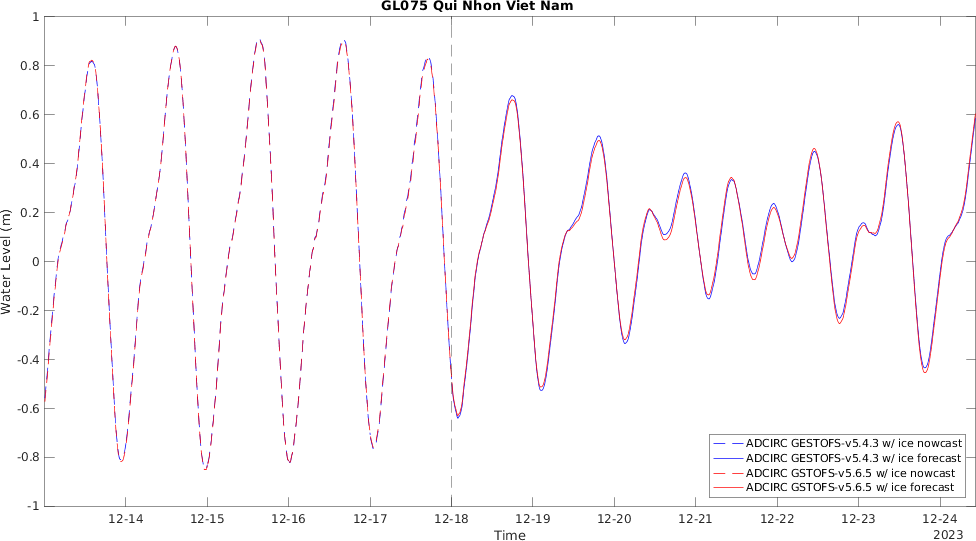 GL075 Qui Nhon Viet Nam
1
0.8
0.6
0.4
0.2
0
-0.2
-0.4
-0.6
-0.8
-1
Water Level (m)
12-14 12-15 12-16 12-17 12-18 12-19 12-20 12-21 12-22 12-23 12-24
Time
2023
ADCIRC GESTOFS-v5.4.3 w/ ice nowcast
ADCIRC GESTOFS-v5.4.3 w/ ice forecast
ADCIRC GSTOFS-v5.6.5 w/ ice nowcast
ADCIRC GSTOFS-v5.6.5 w/ ice forecast